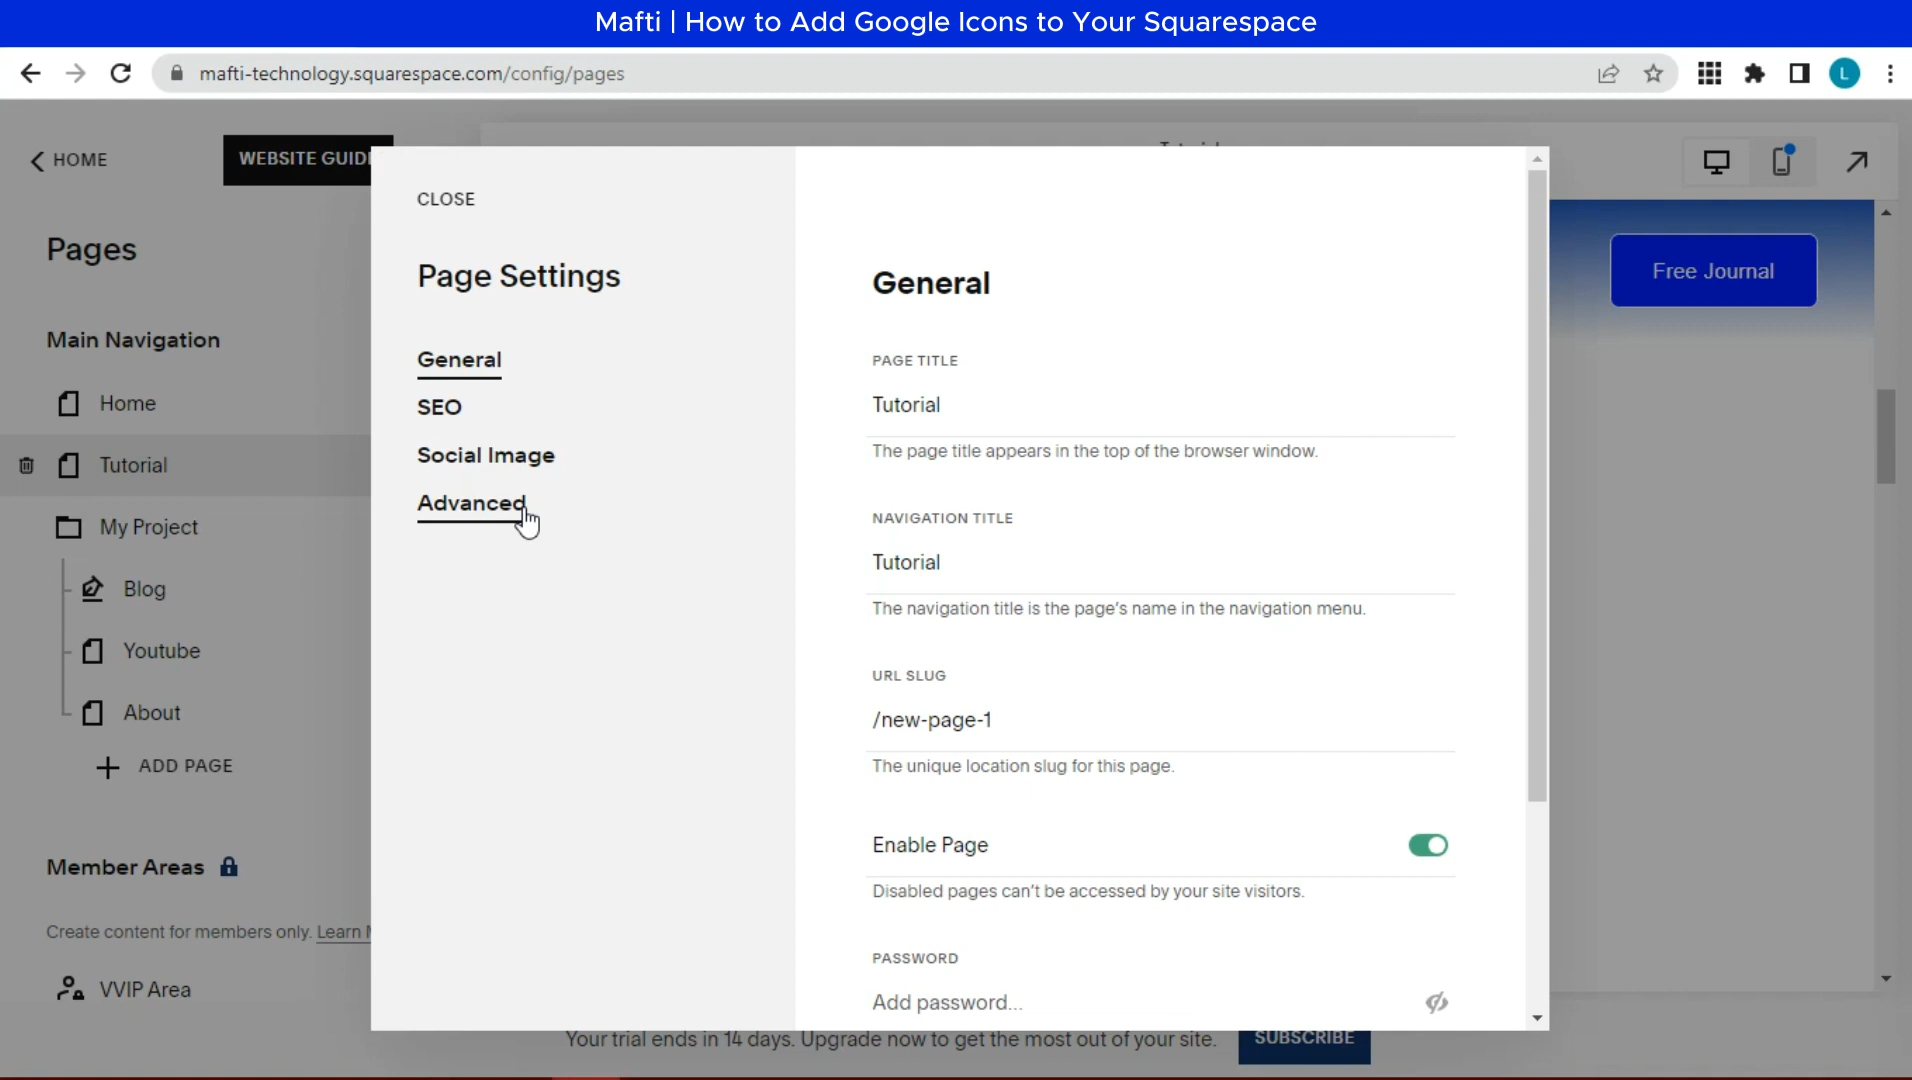 Mafti | How to Add Google Icons to Your Squarespace
mafti-technology.squarespace.com/config/pages
L
HOME
WEBSITE GUID
Pages
Main Navigation
Home
Tutorial
My Project
Blog
Youtube
About
ADD PAGE
Member Areas
Create content for members only. Learn
VVIP Area
CLOSE
Page Settings
General
SEO
Social Image
Advanced
General
PAGE TITLE
Tutorial
The page title appears in the top of the browser window.
NAVIGATION TITLE
Tutorial
The navigation title is the page's name in the navigation menu.
URL SLUG
/new-page-1
The unique location slug for this page.
Enable Page
Disabled pages can't be accessed by your site visitors.
PASSWORD
Add password...
Free Journal
Your trial ends in 14 days. Upgrade now to get the most out of your site.
SUBSCRIBE